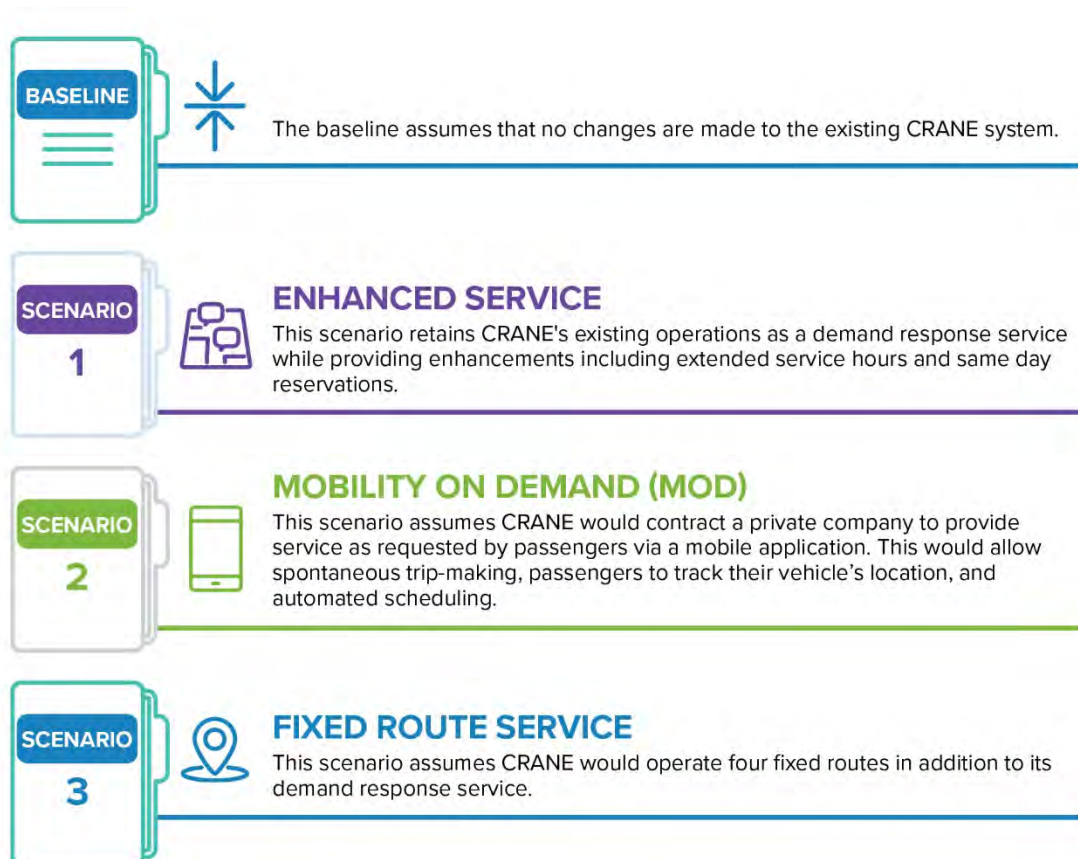 BASELINE
The baseline assumes that no changes are made to the existing CRANE system.
SCENARIO
1
ENHANCED SERVICE
This scenario retains CRANE's existing operations as a demand response service
while providing enhancements including extended service hours and same day
reservations.
SCENARIO
2
MOBILITY ON DEMAND (MOD)
This scenario assumes CRANE would contract a private company to provide
service as requested by passengers via a mobile application. This would allow
spontaneous trip-making, passengers to track their vehicle’s location, and
automated scheduling.
SCENARIO
3
FIXED ROUTE SERVICE
This scenario assumes CRANE would operate four fixed routes in addition to its
demand response service.